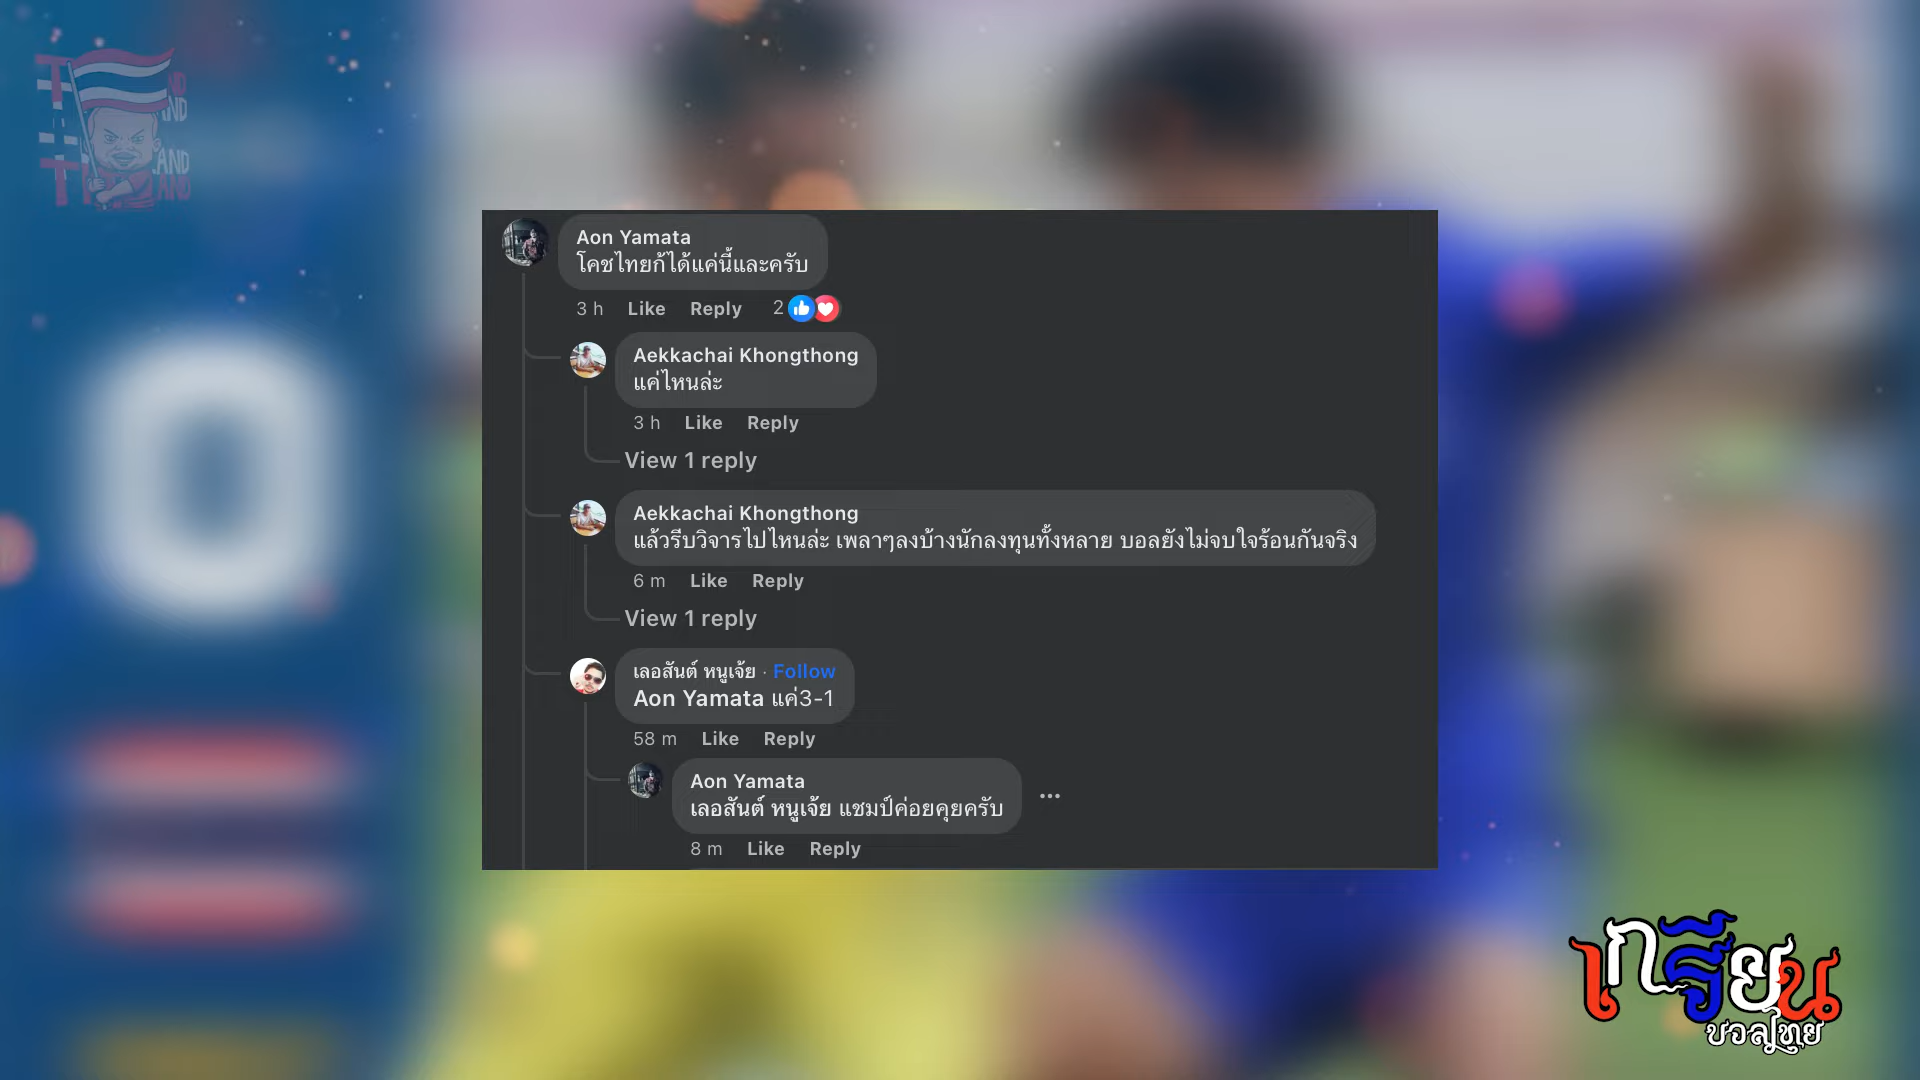 Aon Yamata
โคชไทยก้ได้แค่นี้และครับ
3 h Like Reply 2
Aekkachai Khongthong
แค่ไหนล่ะ
3 h Like Reply
View 1 reply
Aekkachai Khongthong
แล้วรีบวิจารไปไหนล่ะ เพลาๆลงบ้างนักลงทุนทั้งหลาย บอลยังไม่จบใจร้อนกันจริง
6 m Like Reply
View 1 reply
เลอสันต์ หนูเจ้ย · Follow
Aon Yamata แค่3-1
58 m Like Reply
Aon Yamata
เลอสันต์ หนูเจ้ย แชมป์ค่อยคุยครับ
8 m Like Reply
เกรียน
บอลไทย